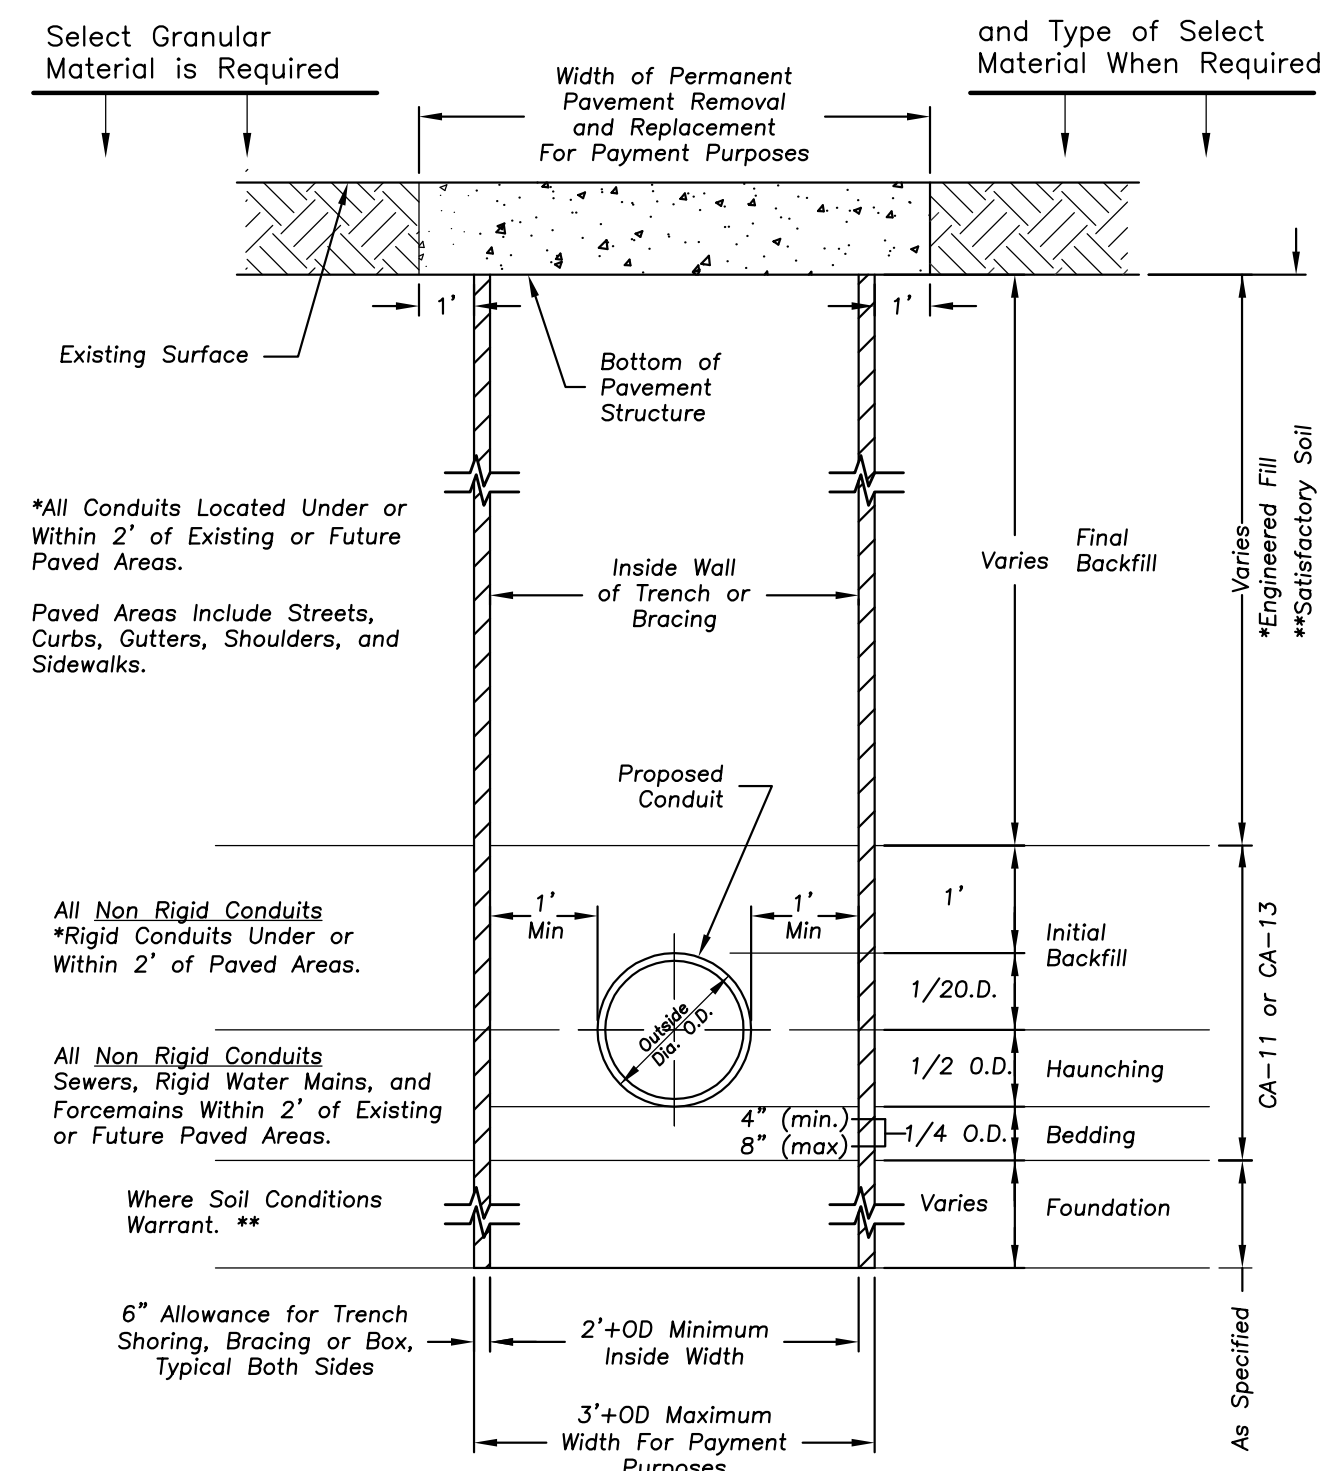 Select Granular
Material is Required
and Type of Select
Material When Required
Width of Permanent
Pavement Removal
and Replacement
For Payment Purposes
1'
1'
Existing Surface
Bottom of
Pavement
Structure
*All Conduits Located Under or
Within 2' of Existing or Future
Paved Areas.
Paved Areas Include Streets,
Curbs, Gutters, Shoulders, and
Sidewalks.
Inside Wall
of Trench or
Bracing
Varies
Final
Backfill
Varies
*Engineered Fill
**Satisfactory Soil
Proposed
Conduit
All Non Rigid Conduits
*Rigid Conduits Under or
Within 2' of Paved Areas.
1'
Min
1'
Min
1'
Initial
Backfill
1/2O.D.
Outside
Dia. O.D.
All Non Rigid Conduits
Sewers, Rigid Water Mains, and
Forcemains Within 2' of Existing
or Future Paved Areas.
1/2 O.D.
Haunching
4" (min.)
8" (max)
1/4 O.D.
Bedding
CA-11 or CA-13
Where Soil Conditions
Warrant. **
Varies
Foundation
As Specified
6" Allowance for Trench
Shoring, Bracing or Box,
Typical Both Sides
2'+OD Minimum
Inside Width
3'+OD Maximum
Width For Payment
Purposes